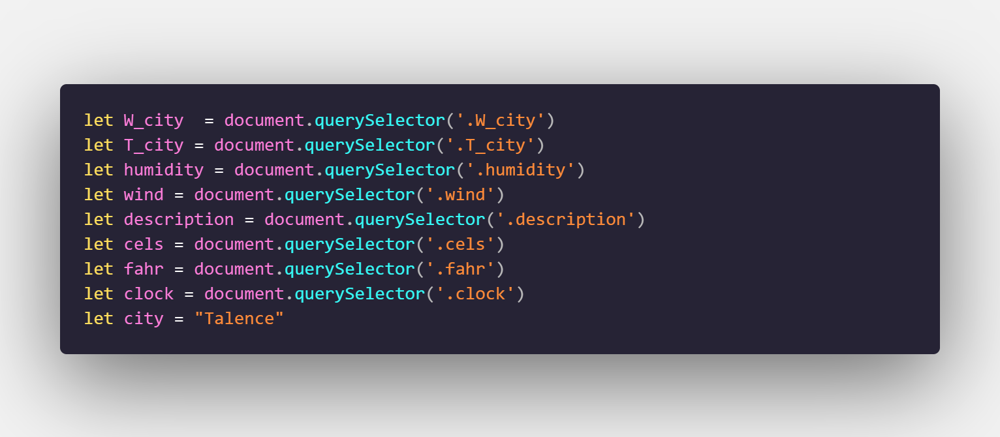 let W_city  = document.querySelector('.W_city')
let T_city = document.querySelector('.T_city')
let humidity = document.querySelector('.humidity')
let wind = document.querySelector('.wind')
let description = document.querySelector('.description')
let cels = document.querySelector('.cels')
let fahr = document.querySelector('.fahr')
let clock = document.querySelector('.clock')
let city = "Talence"